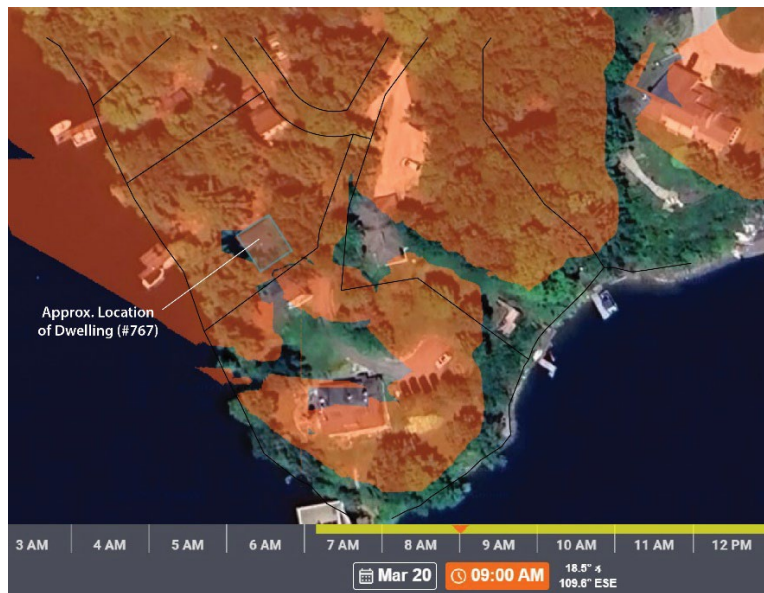 Approx. Location
of Dwelling (#767)
3 AM 4 AM 5 AM 6 AM 7 AM 8 AM 9 AM 10 AM 11 AM 12 PM
Mar 20 09:00 AM 18.5° ∡
109.6° ESE